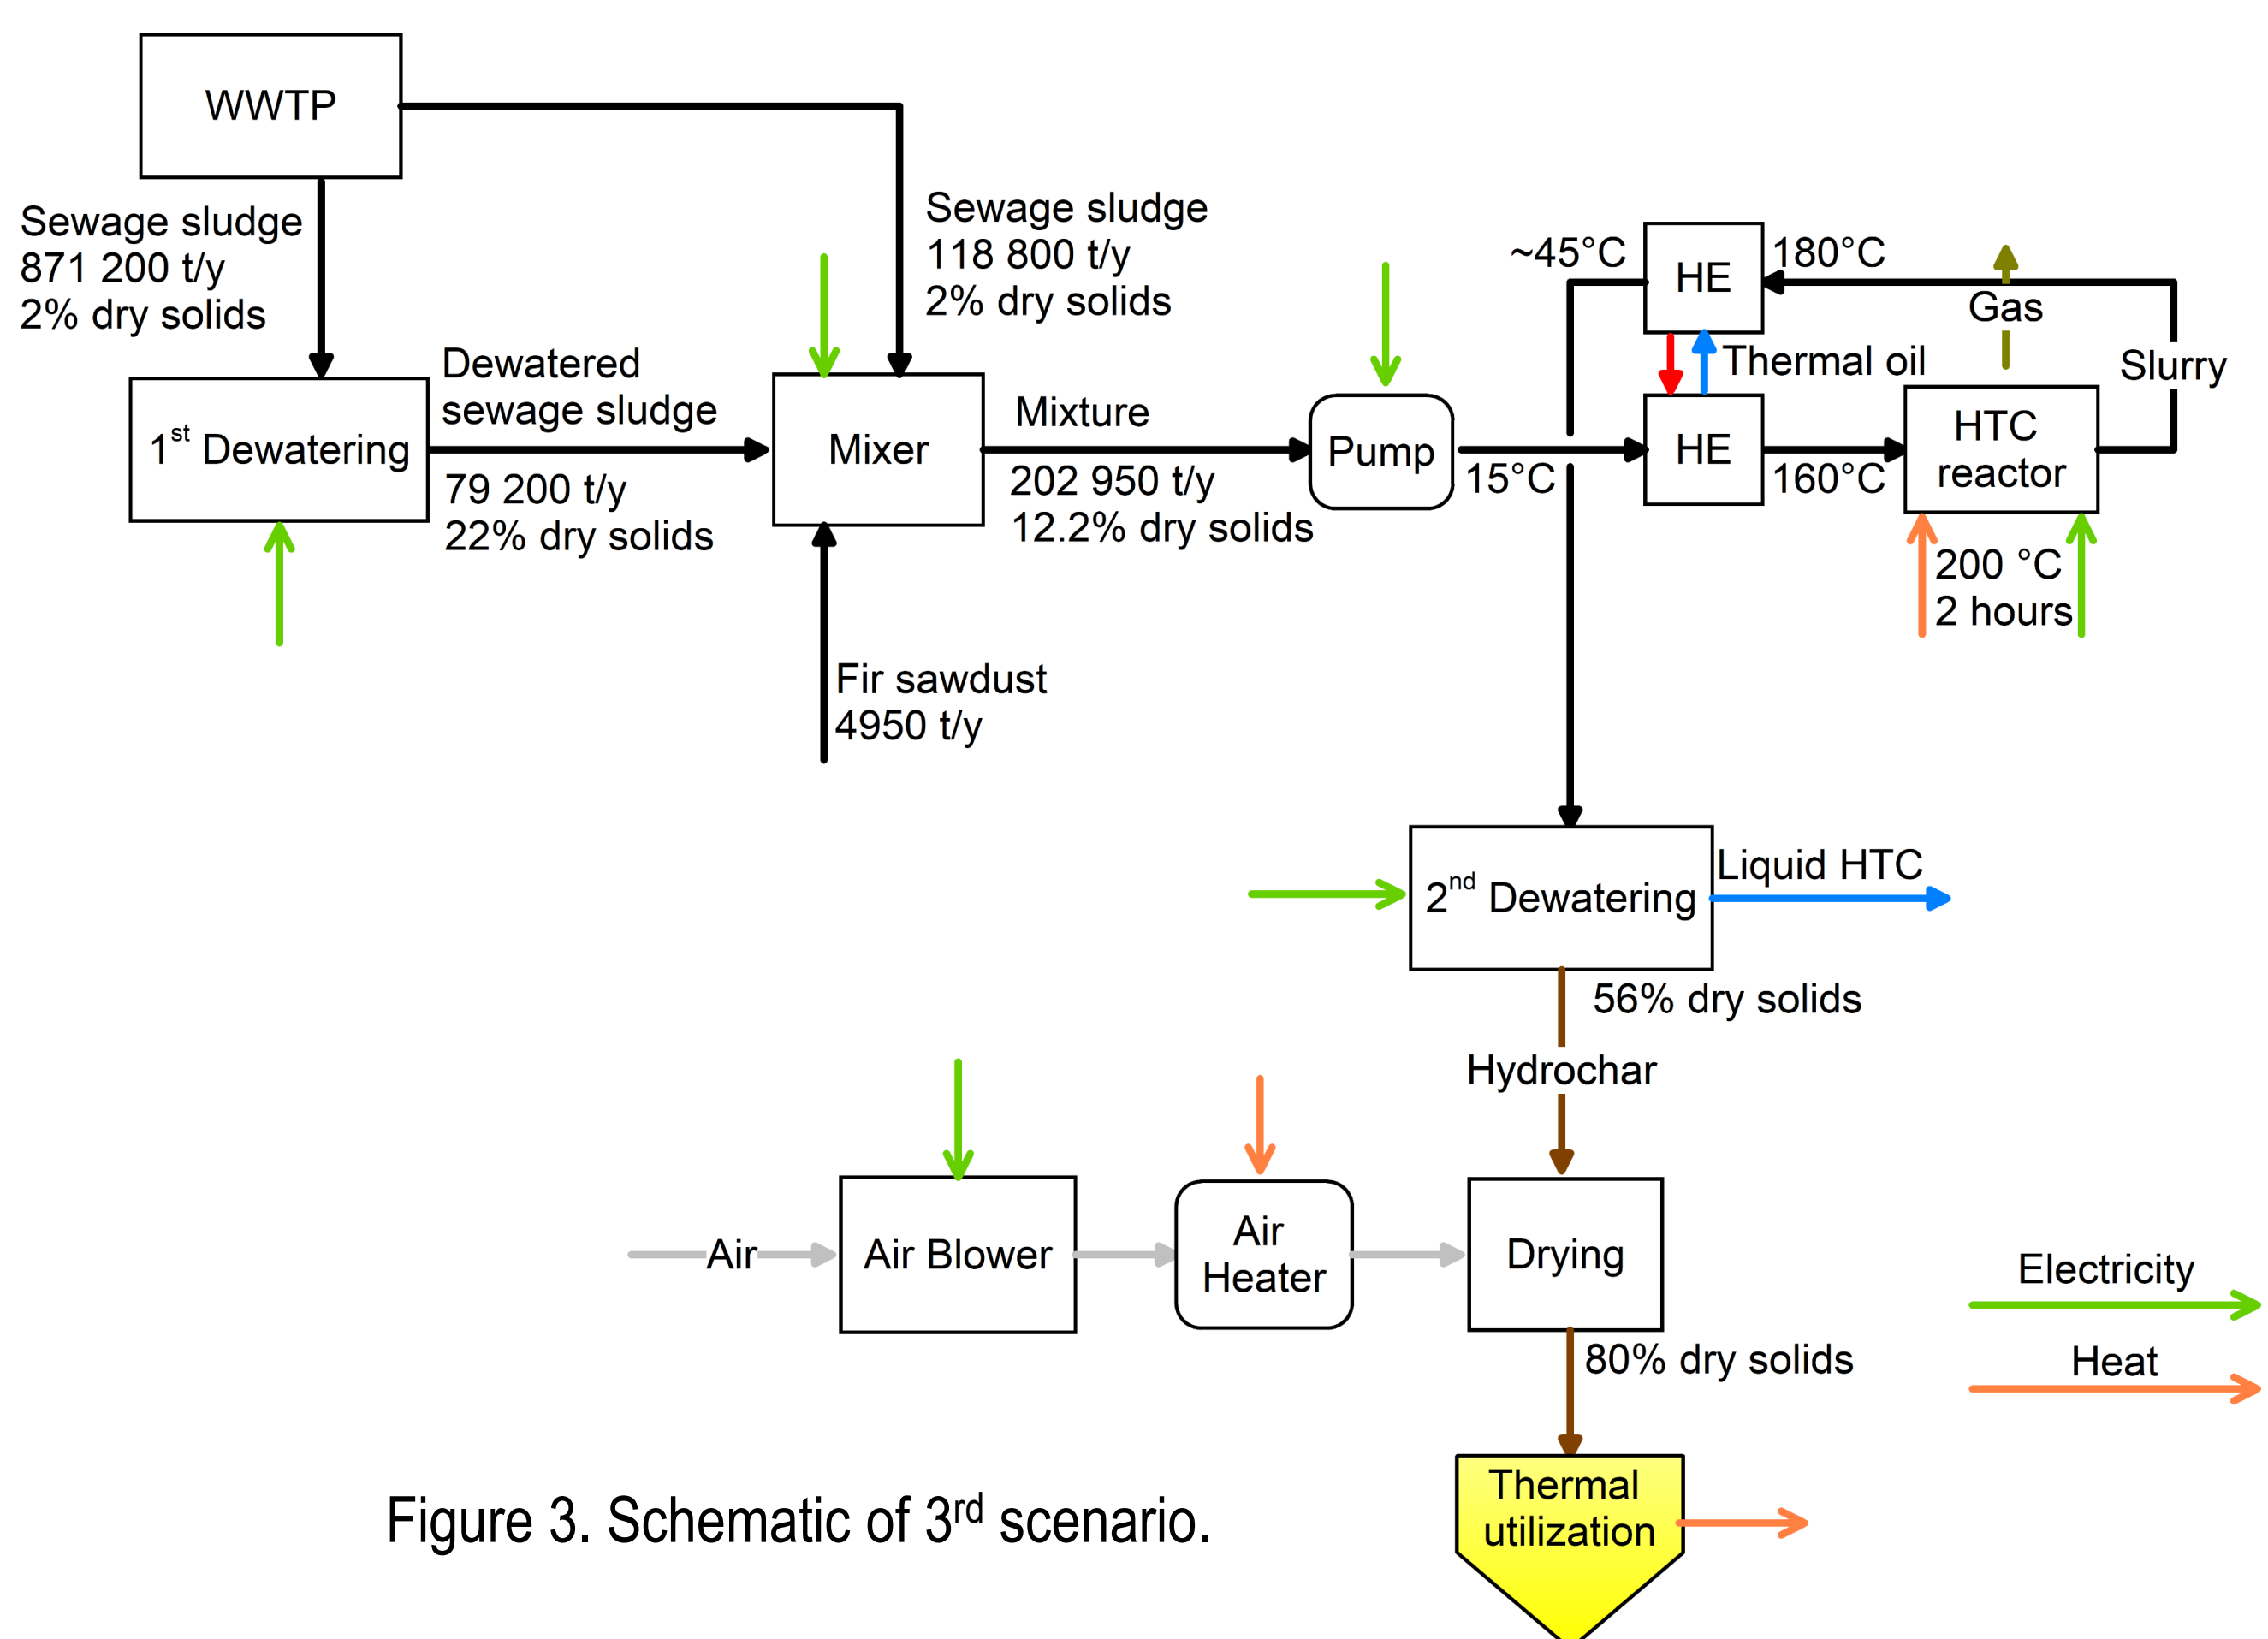 WWTP
Sewage sludge
871 200 t/y
2% dry solids
Sewage sludge
118 800 t/y
2% dry solids
1st Dewatering
Dewatered
sewage sludge
79 200 t/y
22% dry solids
Mixer
Fir sawdust
4950 t/y
Mixture
202 950 t/y
12.2% dry solids
Pump
15°C
~45°C
HE
180°C
Thermal oil
HE
160°C
Gas
Slurry
HTC
reactor
200 °C
2 hours
2nd Dewatering
Liquid HTC
56% dry solids
Hydrochar
Air
Air Blower
Air
Heater
Drying
80% dry solids
Electricity
Heat
Thermal
utilization
Figure 3. Schematic of 3rd scenario.